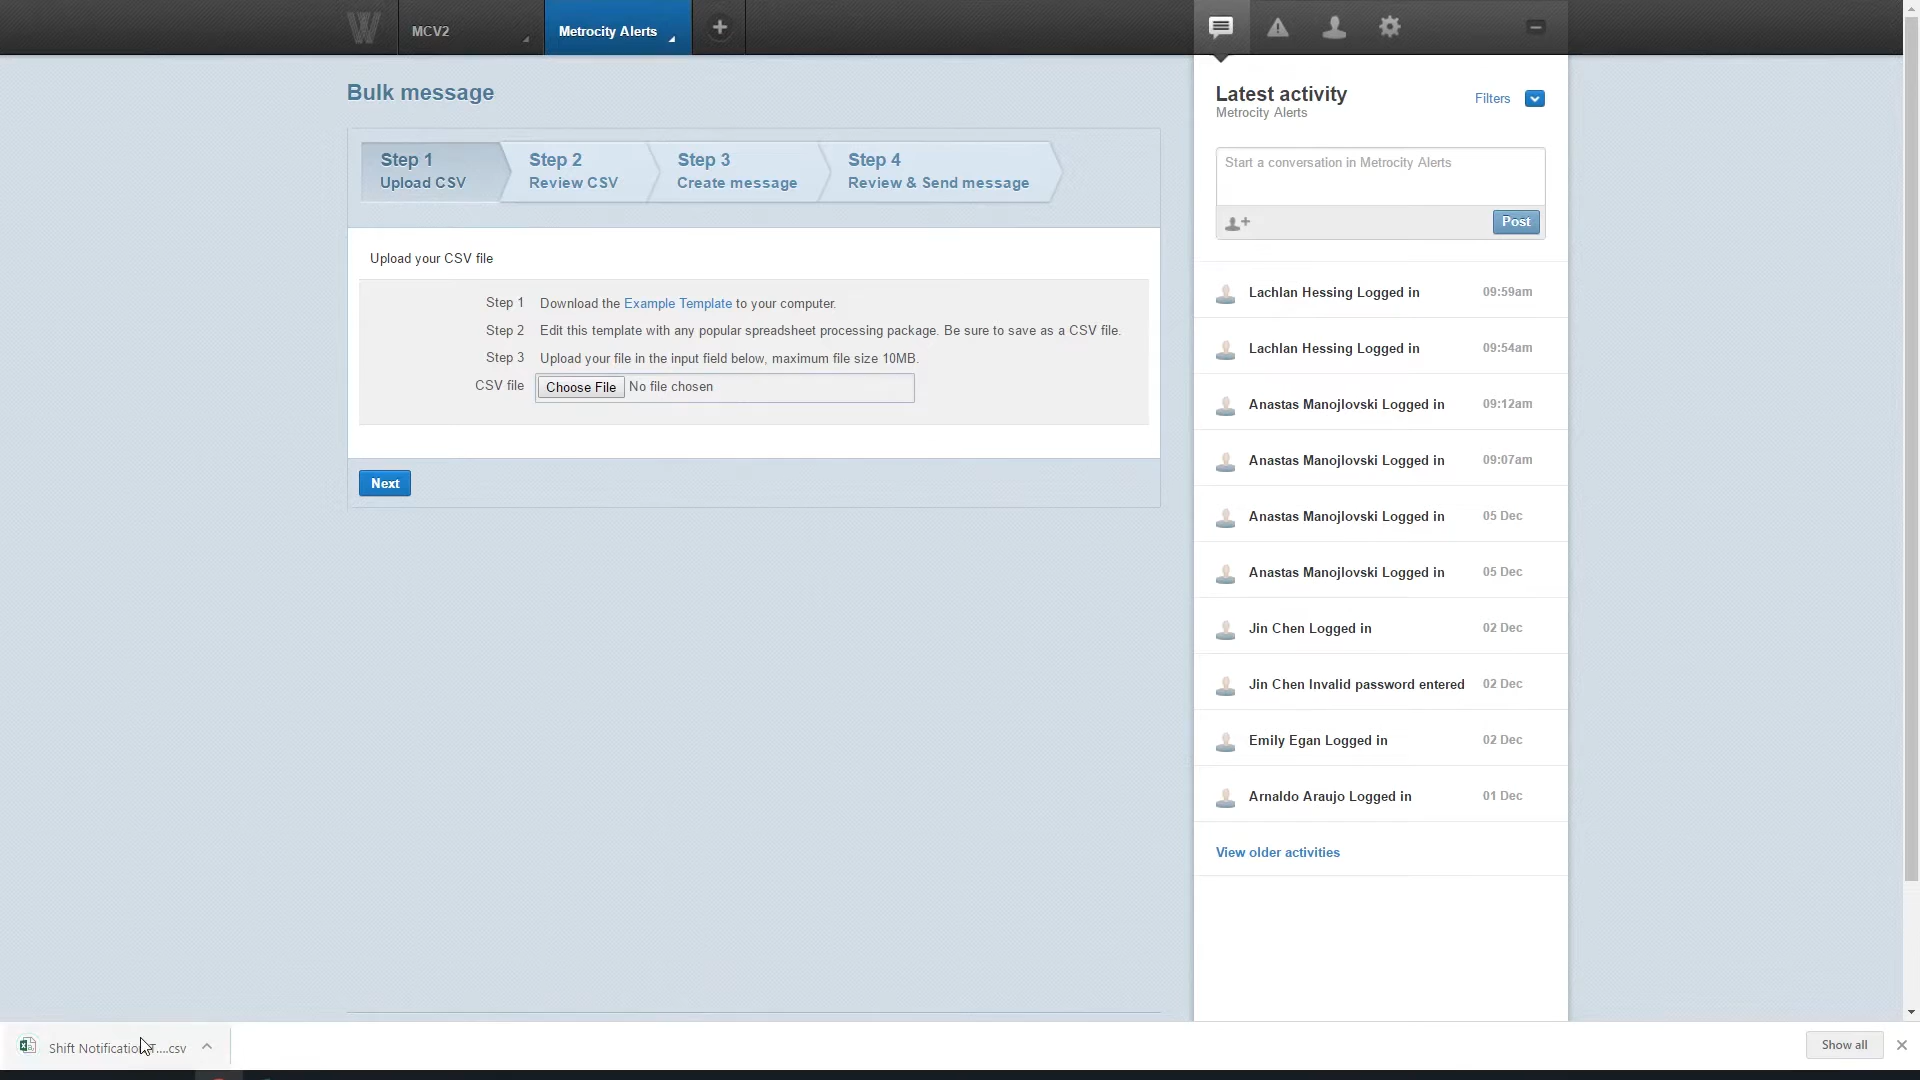 W
MCV2
Metrocity Alerts
+
Bulk message
Step 1
Upload CSV
Step 2
Review CSV
Step 3
Create message
Step 4
Review & Send message
Upload your CSV file
Step 1 Download the Example Template to your computer.
Step 2 Edit this template with any popular spreadsheet processing package. Be sure to save as a CSV file.
Step 3 Upload your file in the input field below, maximum file size 10MB.
CSV file Choose File No file chosen
Next
Latest activity
Metrocity Alerts
Filters
Start a conversation in Metrocity Alerts
Post
Lachlan Hessing Logged in 09:59am
Lachlan Hessing Logged in 09:54am
Anastas Manojlovski Logged in 09:12am
Anastas Manojlovski Logged in 09:07am
Anastas Manojlovski Logged in 05 Dec
Anastas Manojlovski Logged in 05 Dec
Jin Chen Logged in 02 Dec
Jin Chen Invalid password entered 02 Dec
Emily Egan Logged in 02 Dec
Arnaldo Araujo Logged in 01 Dec
View older activities
Shift Notification T....csv
Show all